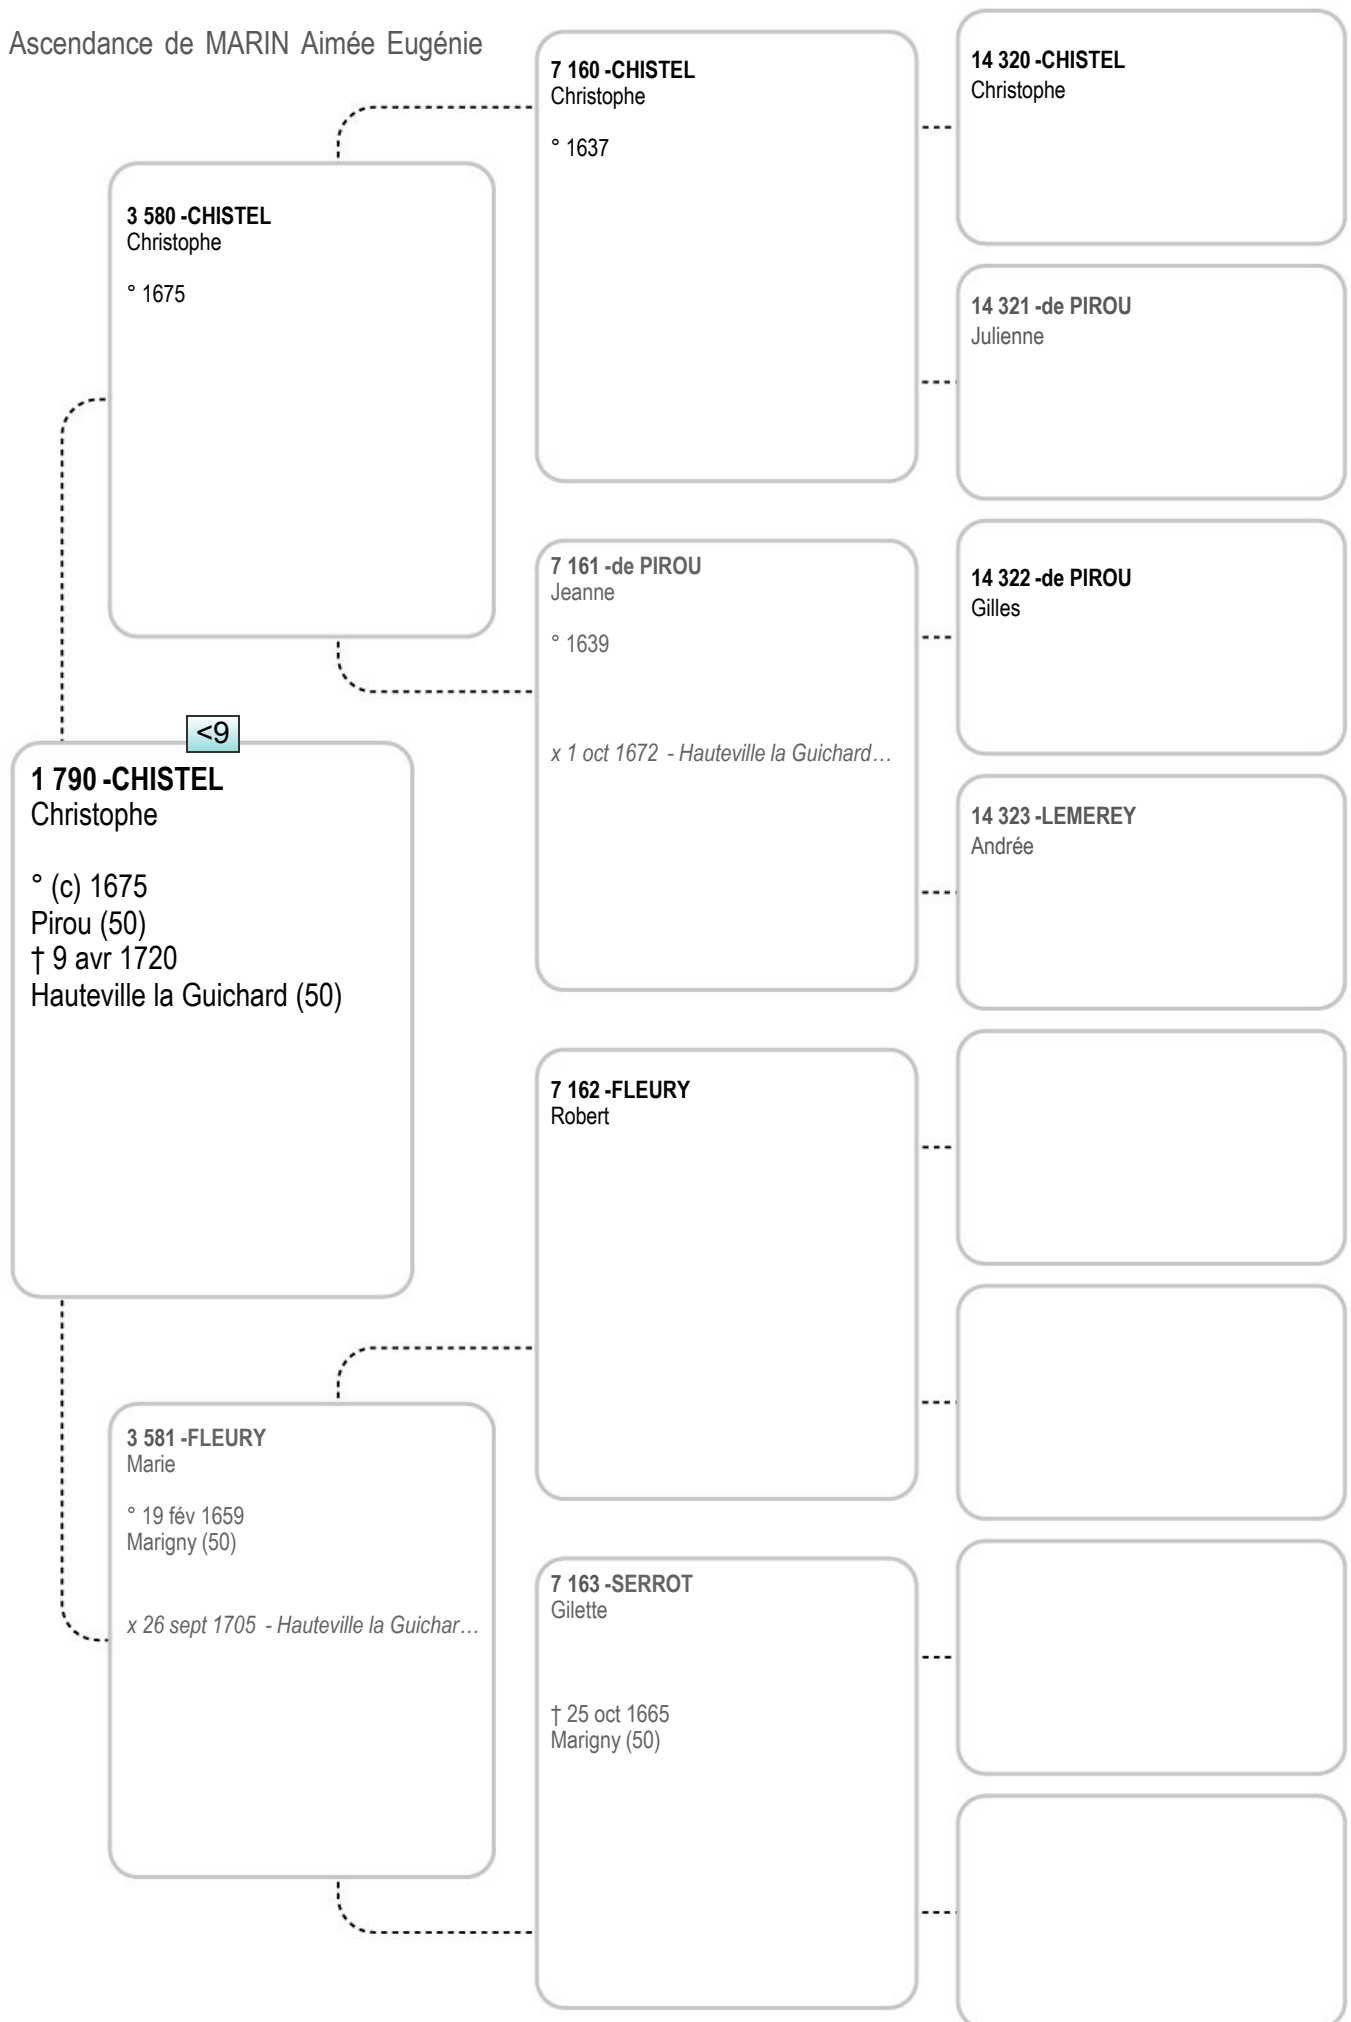 Ascendance de MARIN Aimée Eugénie
<9
1 790 -CHISTEL
Christophe
° (c) 1675
Pirou (50)
† 9 avr 1720
Hauteville la Guichard (50)
3 580 -CHISTEL
Christophe
° 1675
3 581 -FLEURY
Marie
° 19 fév 1659
Marigny (50)
x 26 sept 1705 - Hauteville la Guichar…
7 160 -CHISTEL
Christophe
° 1637
7 161 -de PIROU
Jeanne
° 1639
x 1 oct 1672 - Hauteville la Guichard…
7 162 -FLEURY
Robert
7 163 -SERROT
Gilette
† 25 oct 1665
Marigny (50)
14 320 -CHISTEL
Christophe
14 321 -de PIROU
Julienne
14 322 -de PIROU
Gilles
14 323 -LEMEREY
Andrée